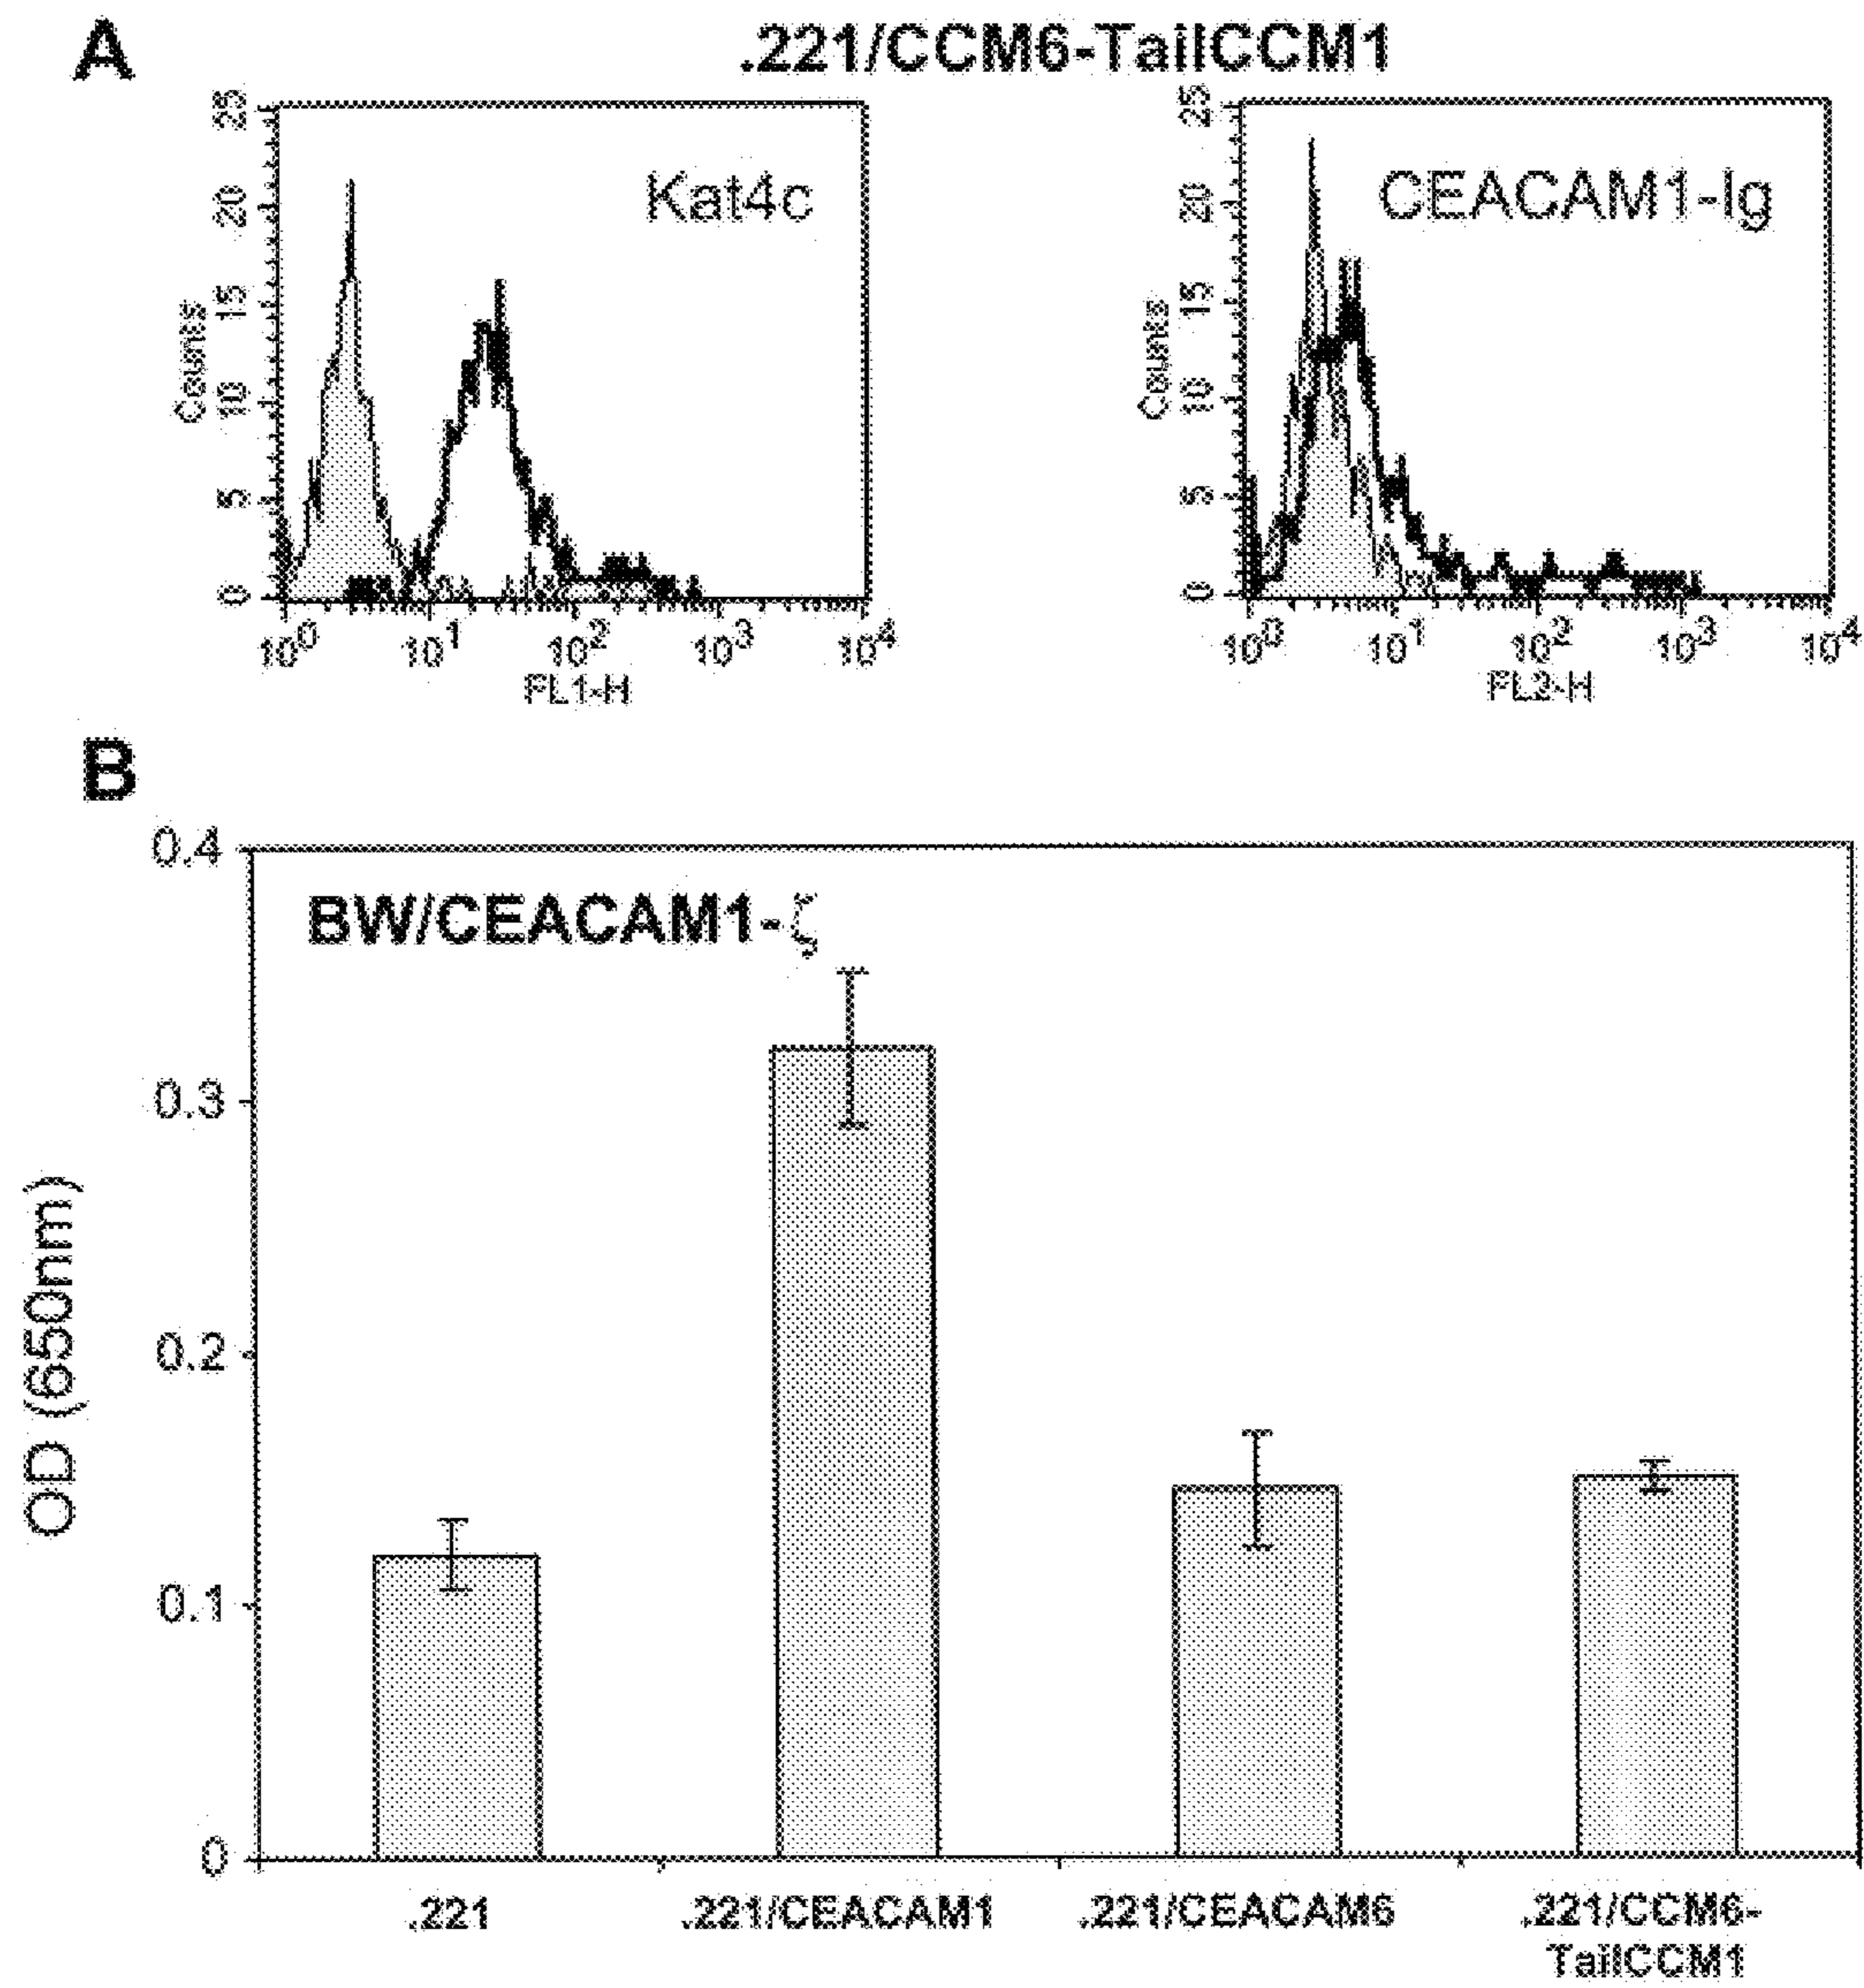 A
.221/CCM6-TailCCM1
25
20
15
10
5
0
Counts
Kat4c
10^0 10^1 10^2 10^3 10^4
FL1-H
25
20
15
10
5
0
Counts
CEACAM1-Ig
10^0 10^1 10^2 10^3 10^4
FL2-H
B
BW/CEACAM1-ζ
0.4
0.3
0.2
0.1
0
OD (650nm)
.221
.221/CEACAM1
.221/CEACAM6
.221/CCM6-
TailCCM1